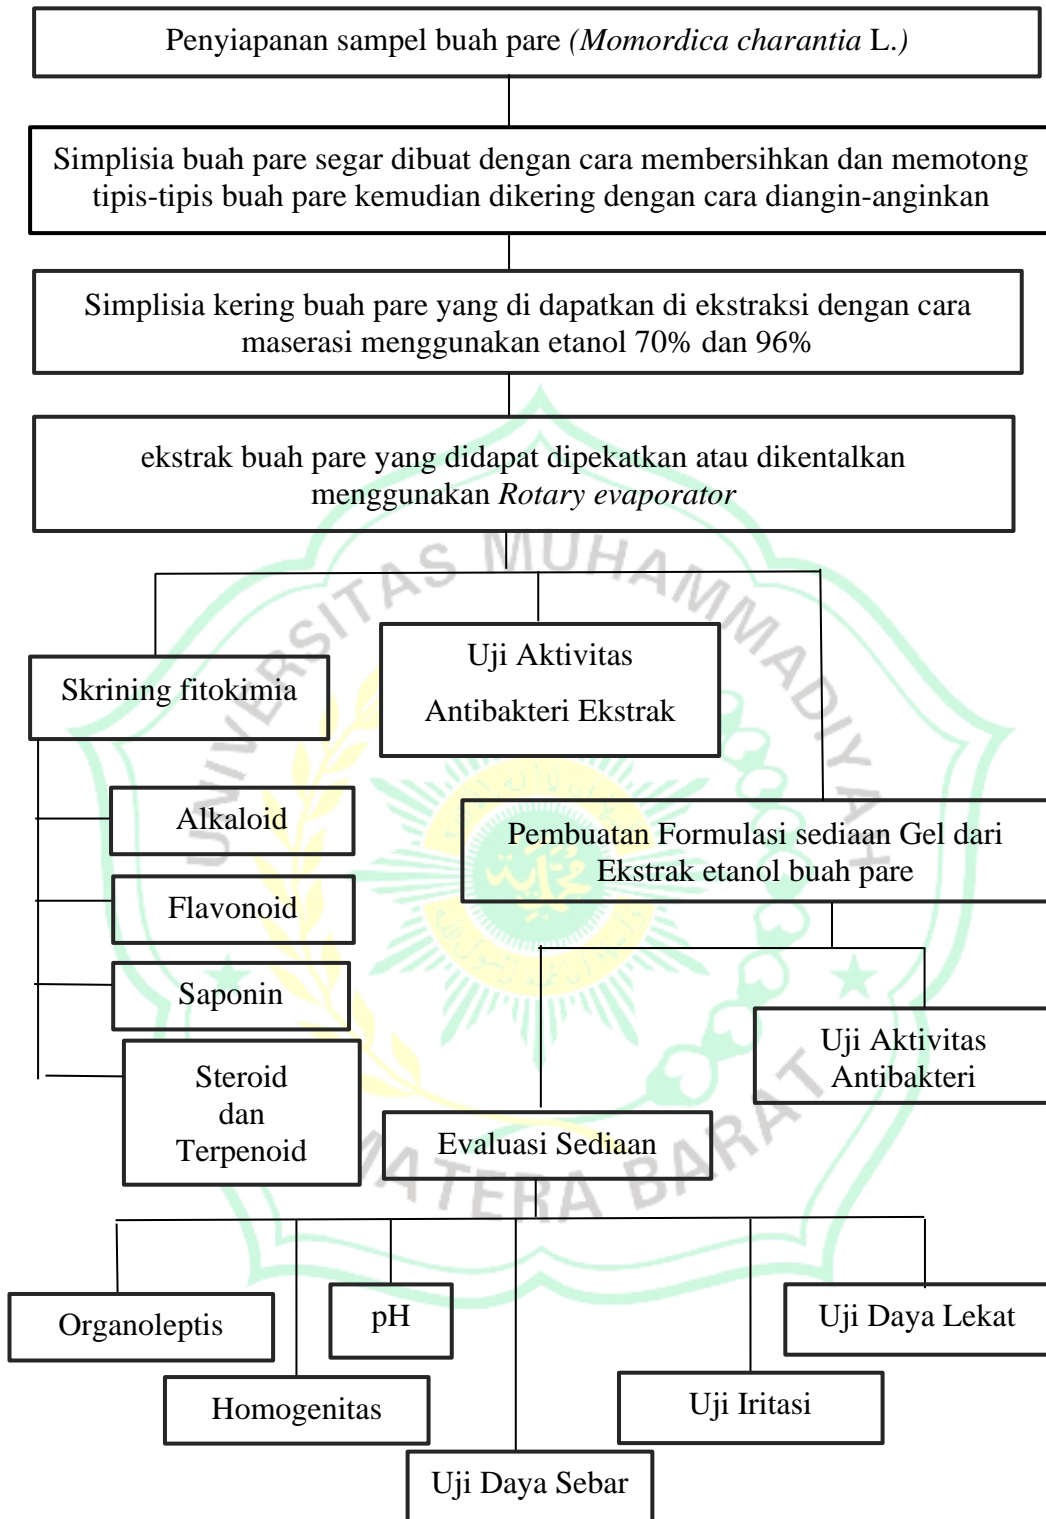 Penyiapanan sampel buah pare (Momordica charantia L.)
Simplisia buah pare segar dibuat dengan cara membersihkan dan memotong
tipis-tipis buah pare kemudian dikering dengan cara diangin-anginkan
Simplisia kering buah pare yang di dapatkan di ekstraksi dengan cara
maserasi menggunakan etanol 70% dan 96%
ekstrak buah pare yang didapat dipekatkan atau dikentalkan
menggunakan Rotary evaporator
UNIVERSITAS MUHAMMADIYAH
Skrining fitokimia
Uji Aktivitas
Antibakteri Ekstrak
Alkaloid
Flavonoid
Saponin
Steroid
dan
Terpenoid
Pembuatan Formulasi sediaan Gel dari
Ekstrak etanol buah pare
Uji Aktivitas
Antibakteri
Evaluasi Sediaan
MATERA BARAT
Organoleptis
pH
Uji Daya Lekat
Homogenitas
Uji Iritasi
Uji Daya Sebar